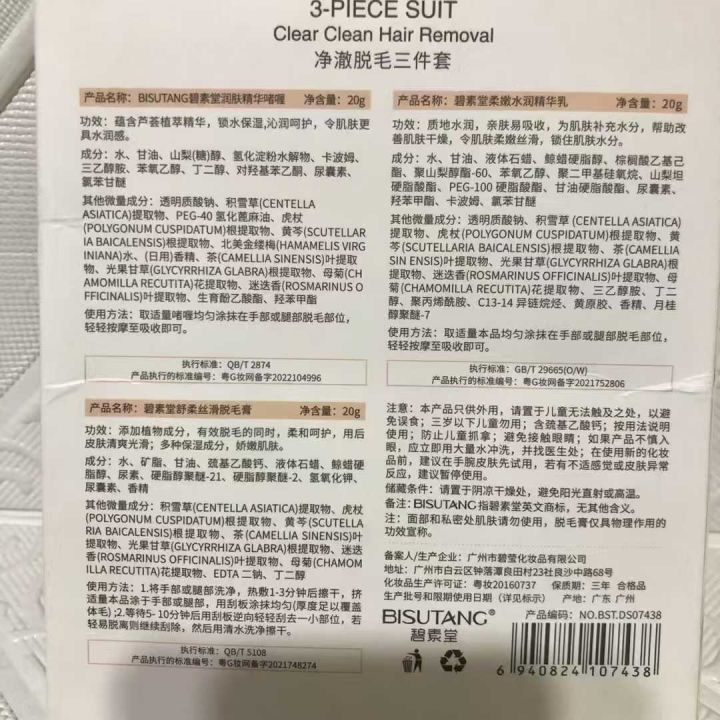 3-PIECE SUIT
Clear Clean Hair Removal
净澈脱毛三件套
产品名称：BISUTANG碧素堂润肤精华啫喱 净含量：20g
功效：蕴含芦荟植萃精华，锁水保湿,沁润呵护，令肌肤更
具水润感。
成分：水、甘油、山梨(糖)醇、氢化淀粉水解物、卡波姆、
三乙醇胺、苯氧乙醇、丁二醇、对羟基苯乙酮、尿囊素、
氯苯甘醚
其他微量成分：透明质酸钠、积雪草(CENTELLA
ASIATICA)提取物、PEG-40 氢化蓖麻油、虎杖
(POLYGONUM CUSPIDATUM)根提取物、黄芩(SCUTELLAR
IA BAICALENSIS)根提取物、北美金缕梅(HAMAMELIS VIRG
INIANA)水、(日用)香精、茶(CAMELLIA SINENSIS)叶提取
物、光果甘草(GLYCYRRHIZA GLABRA)根提取物、母菊(CH
AMOMILLA RECUTITA)花提取物、迷迭香(ROSMARINUS O
FFICINALIS)叶提取物、生育酚乙酸酯、羟苯甲酯
使用方法：取适量啫喱均匀涂抹在手部或腿部脱毛部位，
轻轻按摩至吸收即可。
执行标准：QB/T 2874
产品执行的标准编号：粤G妆网备字2022104996
产品名称：碧素堂柔嫩水润精华乳 净含量：20g
功效：质地水润，亲肤易吸收，为肌肤补充水分，帮助改
善肌肤干燥，令肌肤柔嫩丝滑，锁住肌肤水分。
成分：水、甘油、液体石蜡、鲸蜡硬脂醇、棕榈酸乙基己
酯、聚山梨醇酯-60、苯氧乙醇、聚二甲基硅氧烷、山梨坦
硬脂酸酯、PEG-100 硬脂酸酯、甘油硬脂酸酯、尿囊素、
羟苯甲酯、卡波姆、氯苯甘醚
其他微量成分：透明质酸钠、积雪草 (CENTELLA ASIATICA)
提取物、虎杖(POLYGONUM CUSPIDATUM)根提取物、黄
芩(SCUTELLARIA BAICALENSIS)根提取物、茶(CAMELLIA
SIN ENSIS)叶提取物、光果甘草(GLYCYRRHIZA GLABRA)根
提取物、迷迭香(ROSMARINUS OFFICINALIS)叶提取物、母
菊(CHAMOMILLA RECUTITA)花提取物、三乙醇胺、丁二
醇、聚丙烯酰胺、C13-14 异链烷烃、黄原胶、香精、月桂
醇聚醚-7
使用方法：取适量本品均匀涂抹在手部或腿部脱毛部位，
轻轻按摩至吸收即可。
执行标准：GB/T 29665(O/W)
产品执行的标准编号：粤G妆网备字2021752806
产品名称：碧素堂舒柔丝滑脱毛膏 净含量：20g
功效：添加植物成分，有效脱毛的同时，柔和呵护，用后
皮肤清爽光滑；多种保湿成分，娇嫩肌肤。
成分：水、矿脂、甘油、巯基乙酸钙、液体石蜡、鲸蜡硬
脂醇、尿素、硬脂醇聚醚-21、硬脂醇聚醚-2、氢氧化钾、
尿囊素、香精
其他微量成分：积雪草(CENTELLA ASIATICA)提取物、虎杖
(POLYGONUM CUSPIDATUM)根提取物、黄芩(SCUTELLA
RIA BAICALENSIS)根提取物、茶(CAMELLIA SINENSIS)叶提
取物、光果甘草(GLYCYRRHIZA GLABRA)根提取物、迷迭
香(ROSMARINUS OFFICINALIS)叶提取物、母菊(CHAMOM
ILLA RECUTITA)花提取物、EDTA 二钠、丁二醇
使用方法：1.将手部或腿部洗净，热敷1-3分钟后擦干，挤
适量本品涂于手部或腿部，用刮板涂抹均匀(厚度足以覆盖
体毛) ;2.等待5- 10分钟后用刮板逆向轻轻刮去一小部位，若
轻易脱离则继续刮除，然后用清水洗净擦干。
执行标准：QB/T 5108
产品执行的标准编号：粤G妆网备字2021748274
注意：本产品只供外用，请置于儿童无法触及之处，以避
免误食；三岁以下儿童勿用；含巯基乙酸钙；按用法说明
使用；防止儿童抓拿；避免接触眼睛；如果产品不慎入
眼，应立即用大量水冲洗，并找医生处；在使用新的化妆
品前，建议在手腕皮肤先试用，若有不适感觉或皮肤异常
反应，建议暂停使用。
储藏条件：请置于阴凉干燥处，避免阳光直射或高温。
备注：BISUTANG指碧素堂英文商标，无其他含义。
注：面部和私密处肌肤请勿使用，脱毛膏仅具物理作用的
功效宣称。
备案人/生产企业：广州市碧莹化妆品有限公司
地址：广州市白云区钟落潭良田村23社良沙中路68号
化妆品生产许可证：粤妆20160737 保质期：三年 合格品
生产批号和限期使用日期（详见标示） 产地：广东 广州
BISUTANG®
碧素堂
产品编码：NO.BST.DS07438
6 940824 107438